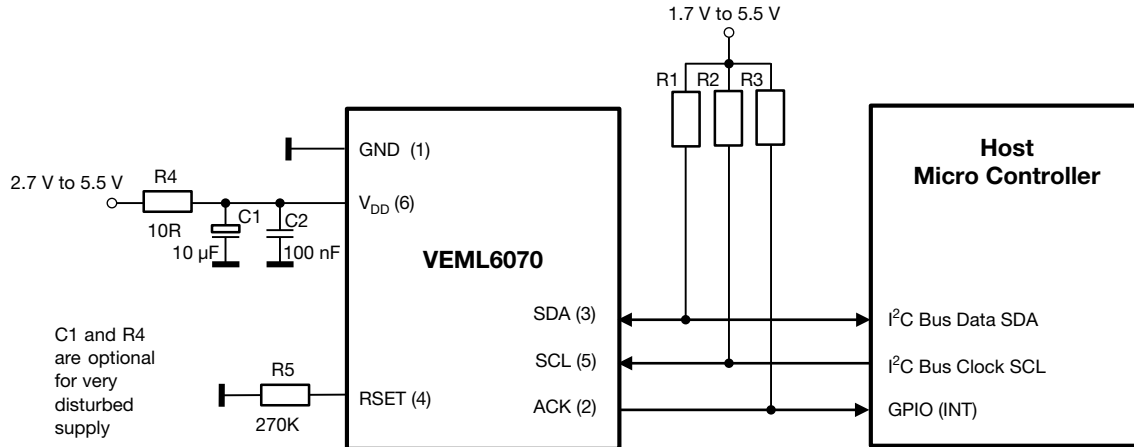 1.7 V to 5.5 V
R1
R2
R3
GND (1)
Host
Micro Controller
2.7 V to 5.5 V
R4
10R
VDD (6)
C1
10 µF
C2
100 nF
VEML6070
SDA (3)
I²C Bus Data SDA
C1 and R4
are optional
for very
disturbed
supply
SCL (5)
I²C Bus Clock SCL
R5
270K
RSET (4)
ACK (2)
GPIO (INT)